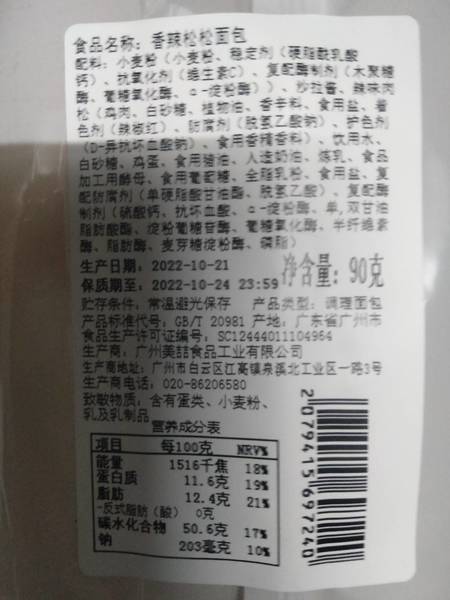 食品名称：香辣松松面包
配料：小麦粉（小麦粉、稳定剂（硬脂酰乳酸
钙）、抗氧化剂（维生素C）、复配酶制剂（木聚糖
酶、葡糖氧化酶、α-淀粉酶））、沙拉酱、辣味肉
松（鸡肉、白砂糖、植物油、香辛料、食用盐、着
色剂（辣椒红）、防腐剂（脱氢乙酸钠）、护色剂
（D-异抗坏血酸钠）、食用香精香料）、饮用水、
白砂糖、鸡蛋、食用猪油、人造奶油、炼乳、食品
加工用酵母、食用葡萄糖、全脂乳粉、食用盐、复
配防腐剂（单硬脂酸甘油酯、脱氢乙酸）、复配酶
制剂（硫酸钙、抗坏血酸、α-淀粉酶、单,双甘油
脂肪酸酯、淀粉葡糖苷酶、葡糖氧化酶、半纤维素
酶、脂肪酶、麦芽糖淀粉酶、磷脂）
生产日期：2022-10-21
保质期至：2022-10-24 23:59 净含量：90克
贮存条件：常温避光保存 产品类型：调理面包
产品标准代号：GB/T 20981 产地：广东省广州市
食品生产许可证编号：SC12444011104964
生产商：广州美喆食品工业有限公司
生产商地址：广州市白云区江高镇泉溪北工业区一路3号
生产商电话：020-86206580
致敏物质：含有蛋类、小麦粉、
乳及乳制品
营养成分表
项目 每100克 NRV%
能量 1516千焦 18%
蛋白质 11.6克 19%
脂肪 12.4克 21%
-反式脂肪（酸） 0克
碳水化合物 50.6克 17%
钠 203毫克 10%
2079415697240